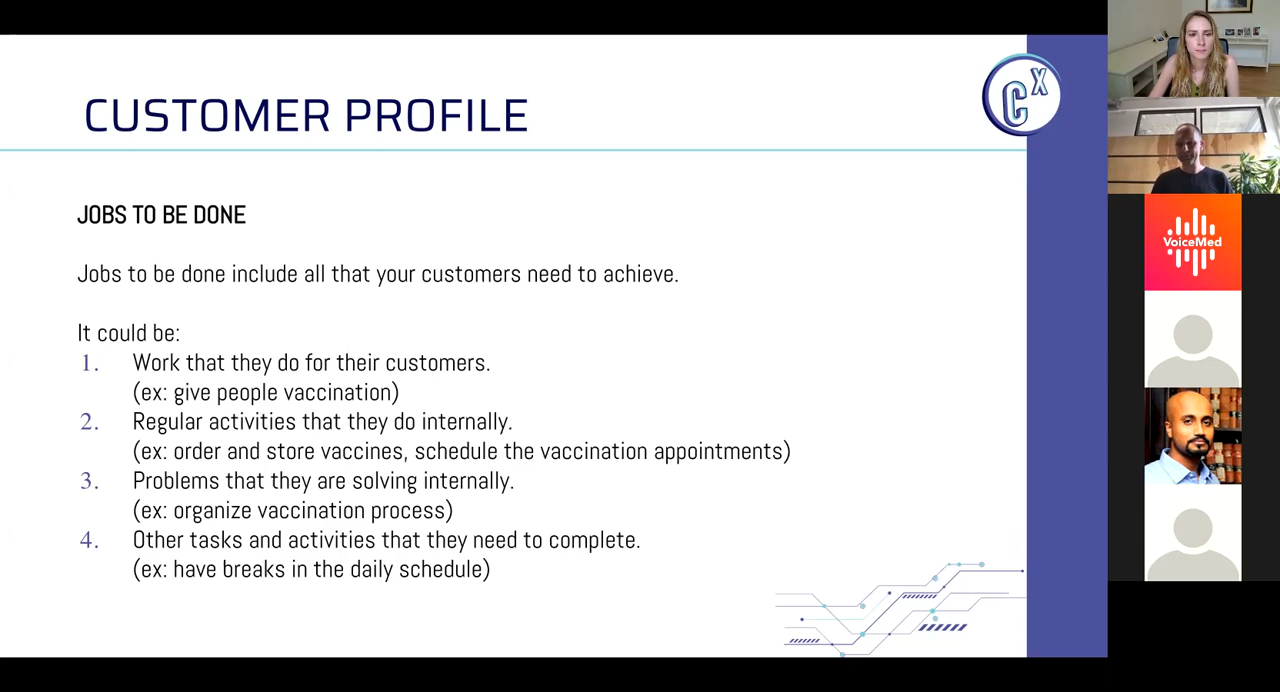 CUSTOMER PROFILE
CX
JOBS TO BE DONE
Jobs to be done include all that your customers need to achieve.
It could be:
1. Work that they do for their customers.
(ex: give people vaccination)
2. Regular activities that they do internally.
(ex: order and store vaccines, schedule the vaccination appointments)
3. Problems that they are solving internally.
(ex: organize vaccination process)
4. Other tasks and activities that they need to complete.
(ex: have breaks in the daily schedule)
VoiceMed